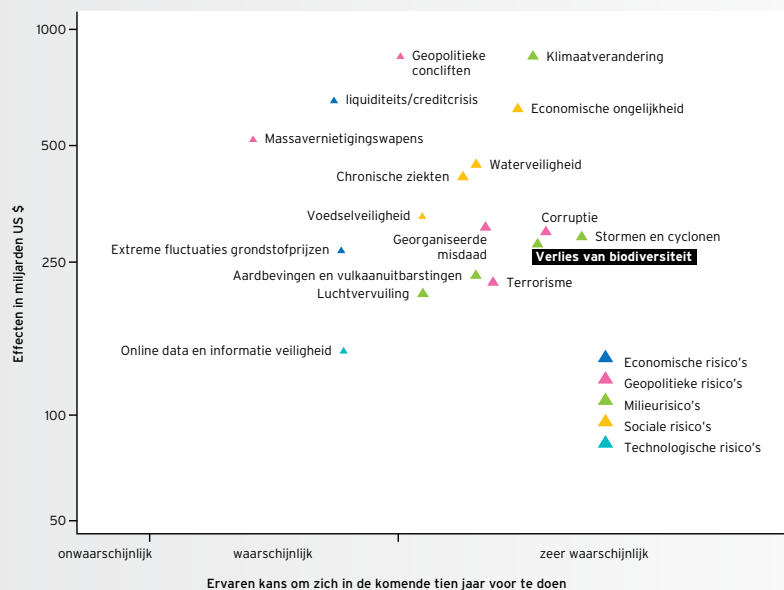 1000
Geopolitieke
concliften
Klimaatverandering
liquiditeits/creditcrisis
Economische ongelijkheid
500
Massavernietigingswapens
Waterveiligheid
Chronische ziekten
Voedselveiligheid
Corruptie
Georganiseerde
misdaad
Stormen en cyclonen
Extreme fluctuaties grondstofprijzen
Verlies van biodiversiteit
250
Aardbevingen en vulkaanuitbarstingen
Terrorisme
Luchtvervuiling
Online data en informatie veiligheid
Economische risico's
Geopolitieke risico's
Milieurisico's
Sociale risico's
Technologische risico's
100
50
Effecten in miljarden US $
onwaarschijnlijk
waarschijnlijk
zeer waarschijnlijk
Ervaren kans om zich in de komende tien jaar voor te doen